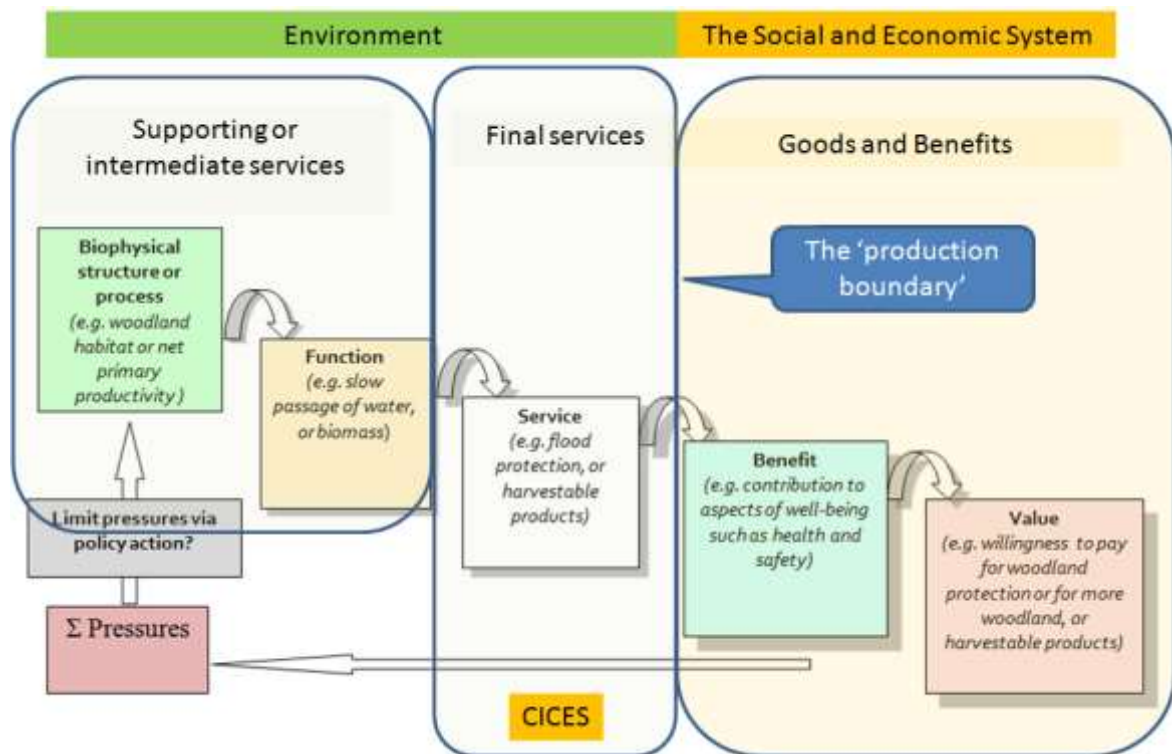 Environment
The Social and Economic System
Supporting or
intermediate services
Final services
Goods and Benefits
The ‘production
boundary’
Biophysical
structure or
process
(e.g. woodland
habitat or net
primary
productivity )
Function
(e.g. slow
passage of water,
or biomass)
Service
(e.g. flood
protection, or
harvestable
products)
Benefit
(e.g. contribution to
aspects of well-being
such as health and
safety)
Value
(e.g. willingness to pay
for woodland
protection or for more
woodland, or
harvestable products)
Limit pressures via
policy action?
Σ Pressures
CICES